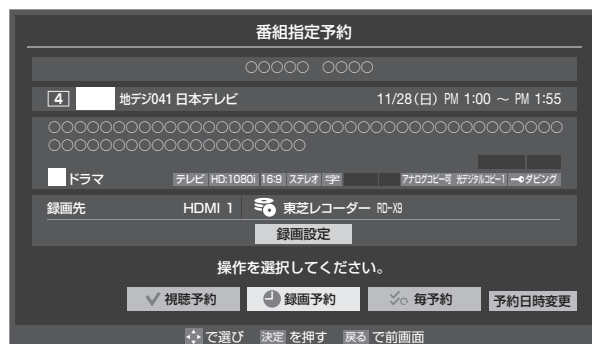 番組指定予約
○○○○○ ○○○○
4 地デジ041 日本テレビ 11/28(日) PM 1:00 ～ PM 1:55
○○○○○○○○○○○○○○○○○○○○○○○○○○○○○○○○○○○○○○○○
○○○○○○○○○○○○○○○○○○○○
ドラマ テレビ HD:1080i 16:9 ステレオ 字 アナログコピー可 光デジタルコピー1 ダビング
録画先 HDMI 1 東芝レコーダー RD-X9
録画設定
操作を選択してください。
視聴予約 録画予約 毎予約 予約日時変更
で選び 決定 を押す 戻る で前画面